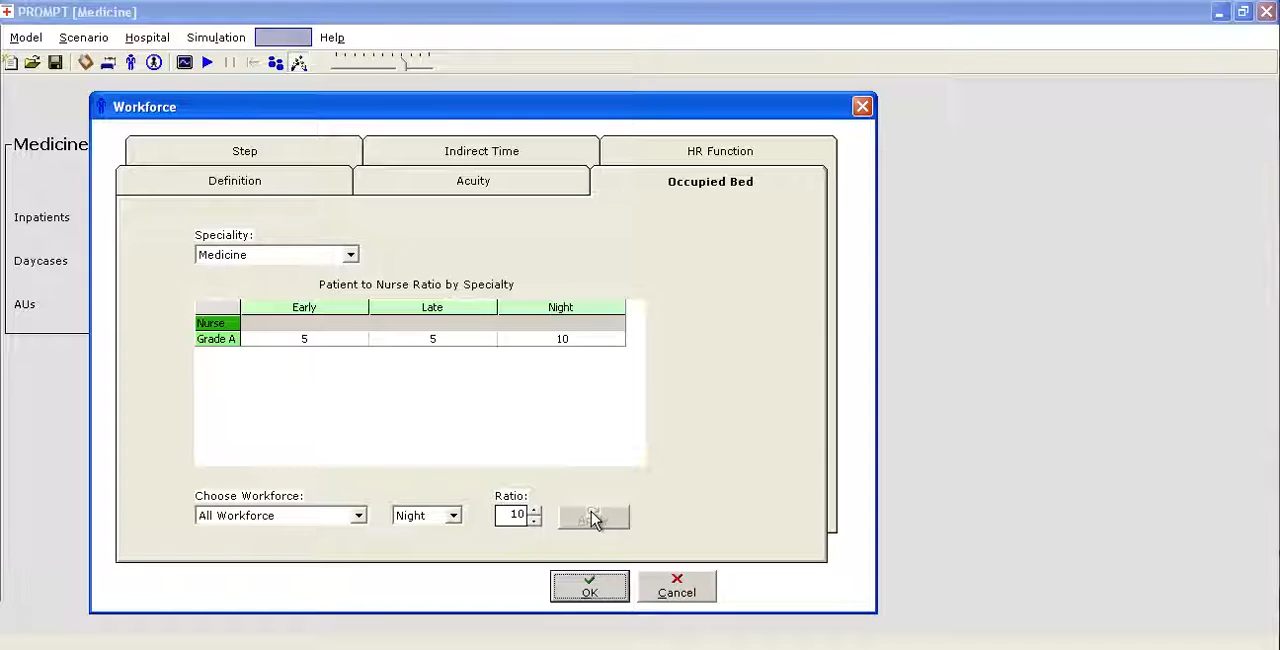 PROMPT [Medicine]
Model Scenario Hospital Simulation Help
Workforce
Step Indirect Time HR Function
Definition Acuity Occupied Bed
Medicine
Inpatients
Daycases
AUs
Speciality:
Medicine
Patient to Nurse Ratio by Specialty
Early Late Night
Nurse
Grade A 5 5 10
Choose Workforce: Ratio:
All Workforce Night 10
OK Cancel